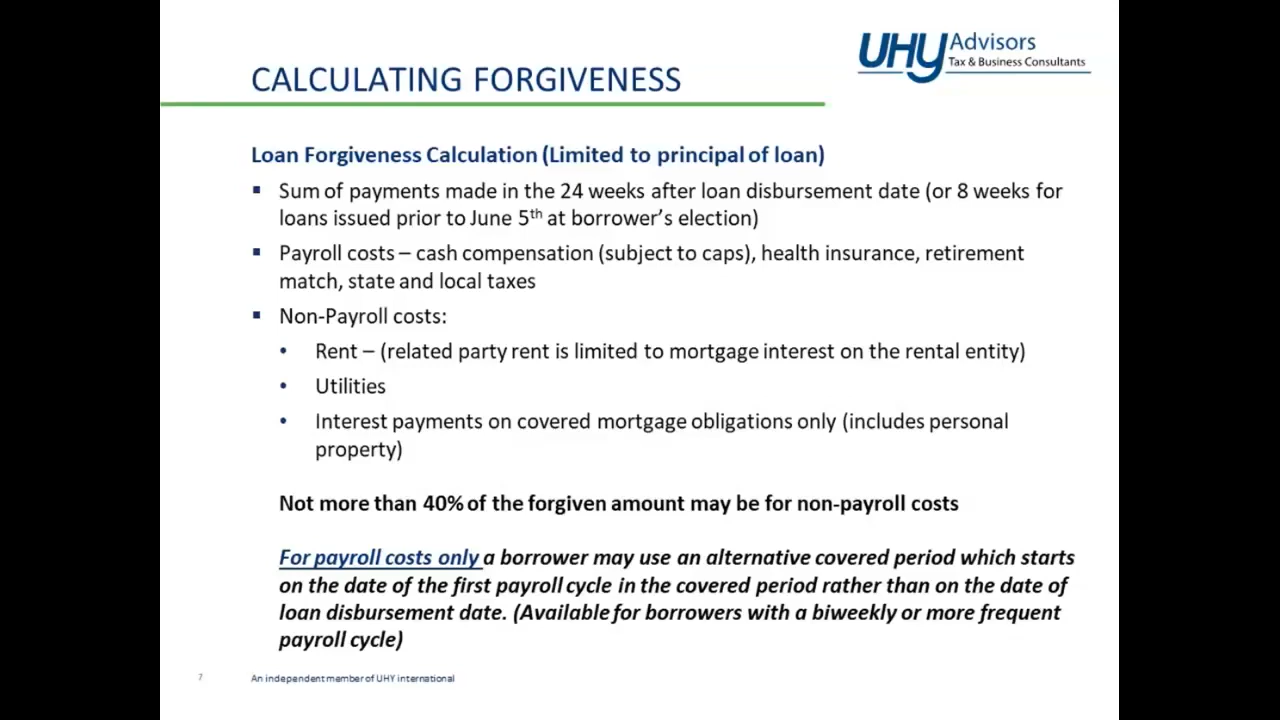 UHY Advisors
Tax & Business Consultants
CALCULATING FORGIVENESS
Loan Forgiveness Calculation (Limited to principal of loan)
▪ Sum of payments made in the 24 weeks after loan disbursement date (or 8 weeks for
loans issued prior to June 5th at borrower’s election)
▪ Payroll costs – cash compensation (subject to caps), health insurance, retirement
match, state and local taxes
▪ Non-Payroll costs:
• Rent – (related party rent is limited to mortgage interest on the rental entity)
• Utilities
• Interest payments on covered mortgage obligations only (includes personal
property)
Not more than 40% of the forgiven amount may be for non-payroll costs
For payroll costs only a borrower may use an alternative covered period which starts
on the date of the first payroll cycle in the covered period rather than on the date of
loan disbursement date. (Available for borrowers with a biweekly or more frequent
payroll cycle)
7 An independent member of UHY international